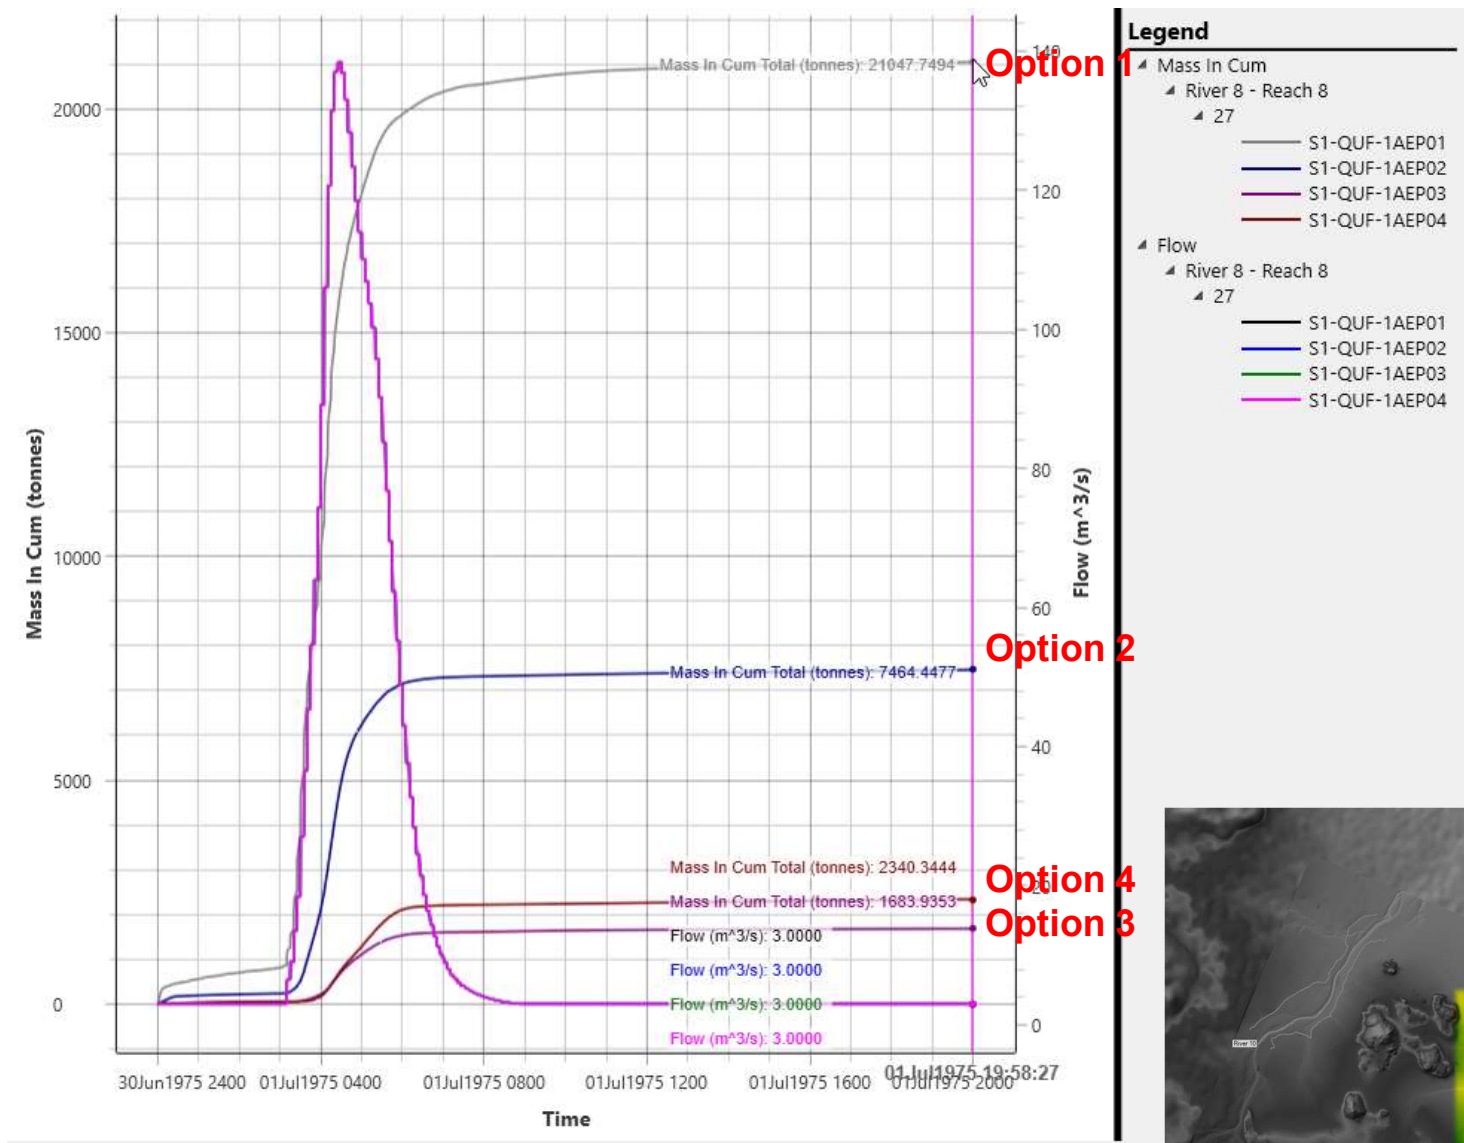 Legend
Mass In Cum
River 8 - Reach 8
27
S1-QUF-1AEP01
S1-QUF-1AEP02
S1-QUF-1AEP03
S1-QUF-1AEP04
Flow
River 8 - Reach 8
27
S1-QUF-1AEP01
S1-QUF-1AEP02
S1-QUF-1AEP03
S1-QUF-1AEP04
Mass In Cum (tonnes)
20000
15000
10000
5000
0
Mass In Cum Total (tonnes): 21047.7494
Option 1
Mass In Cum Total (tonnes): 7464.4477
Option 2
Mass In Cum Total (tonnes): 2340.3444
Option 4
Mass In Cum Total (tonnes): 1683.9353
Option 3
Flow (m^3/s): 3.0000
Flow (m^3/s): 3.0000
Flow (m^3/s): 3.0000
Flow (m^3/s): 3.0000
140
120
100
80
60
40
20
0
Flow (m^3/s)
30Jun1975 2400
01Jul1975 0400
01Jul1975 0800
01Jul1975 1200
01Jul1975 1600
01Jul1975 2000
01Jul1975 19:58:27
Time
River 10